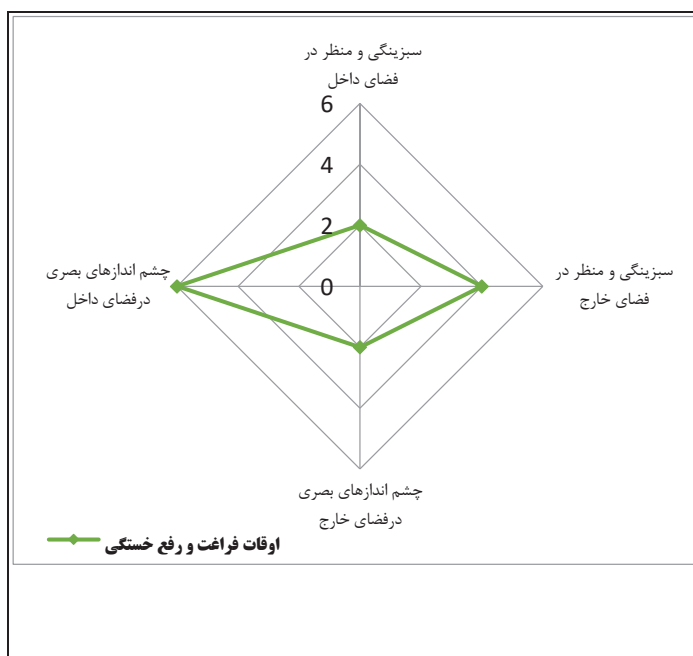 سبزینگی و منظر در
فضای داخل
6
4
2
0
سبزینگی و منظر در
فضای خارج
چشم اندازهای بصری
درفضای داخل
چشم اندازهای بصری
درفضای خارج
اوقات فراغت و رفع خستگی